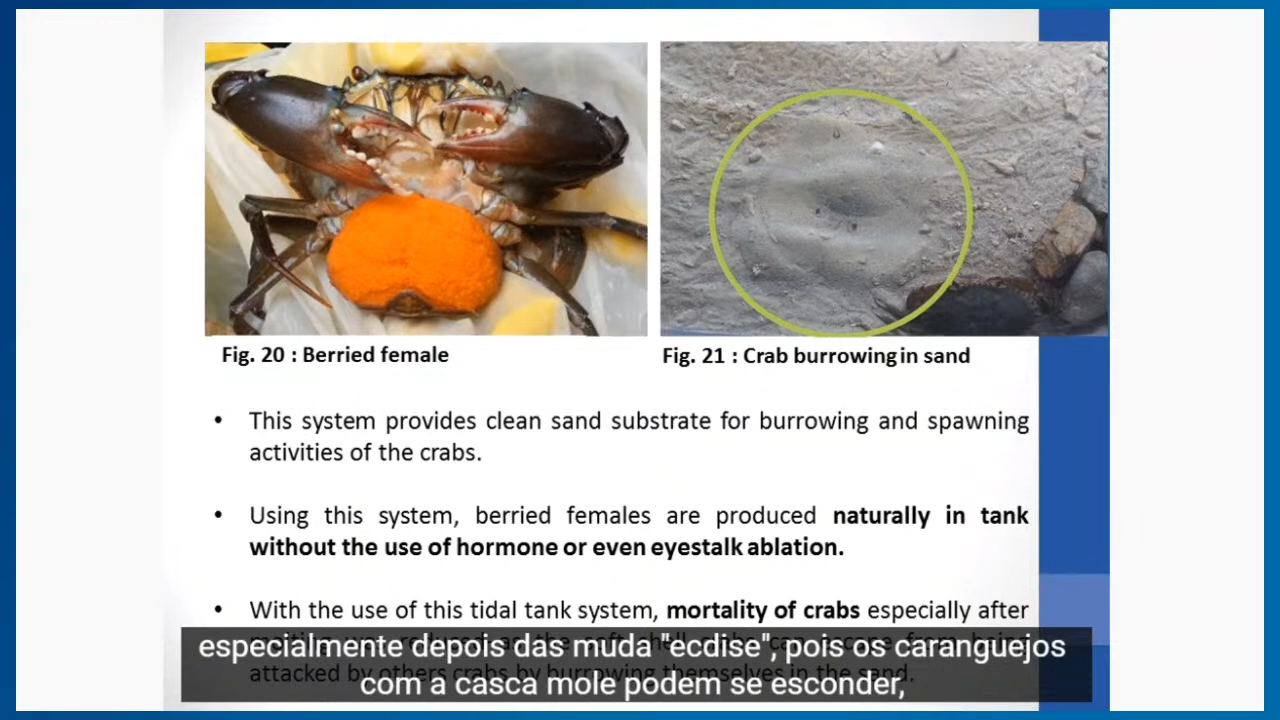 Fig. 20 : Berried female
Fig. 21 : Crab burrowing in sand
• This system provides clean sand substrate for burrowing and spawning
activities of the crabs.
• Using this system, berried females are produced naturally in tank
without the use of hormone or even eyestalk ablation.
• With the use of this tidal tank system, mortality of crabs especially after
attacked by others crabs by burrowing themselves in the sand.
especialmente depois das muda "ecdise", pois os caranguejos
com a casca mole podem se esconder,